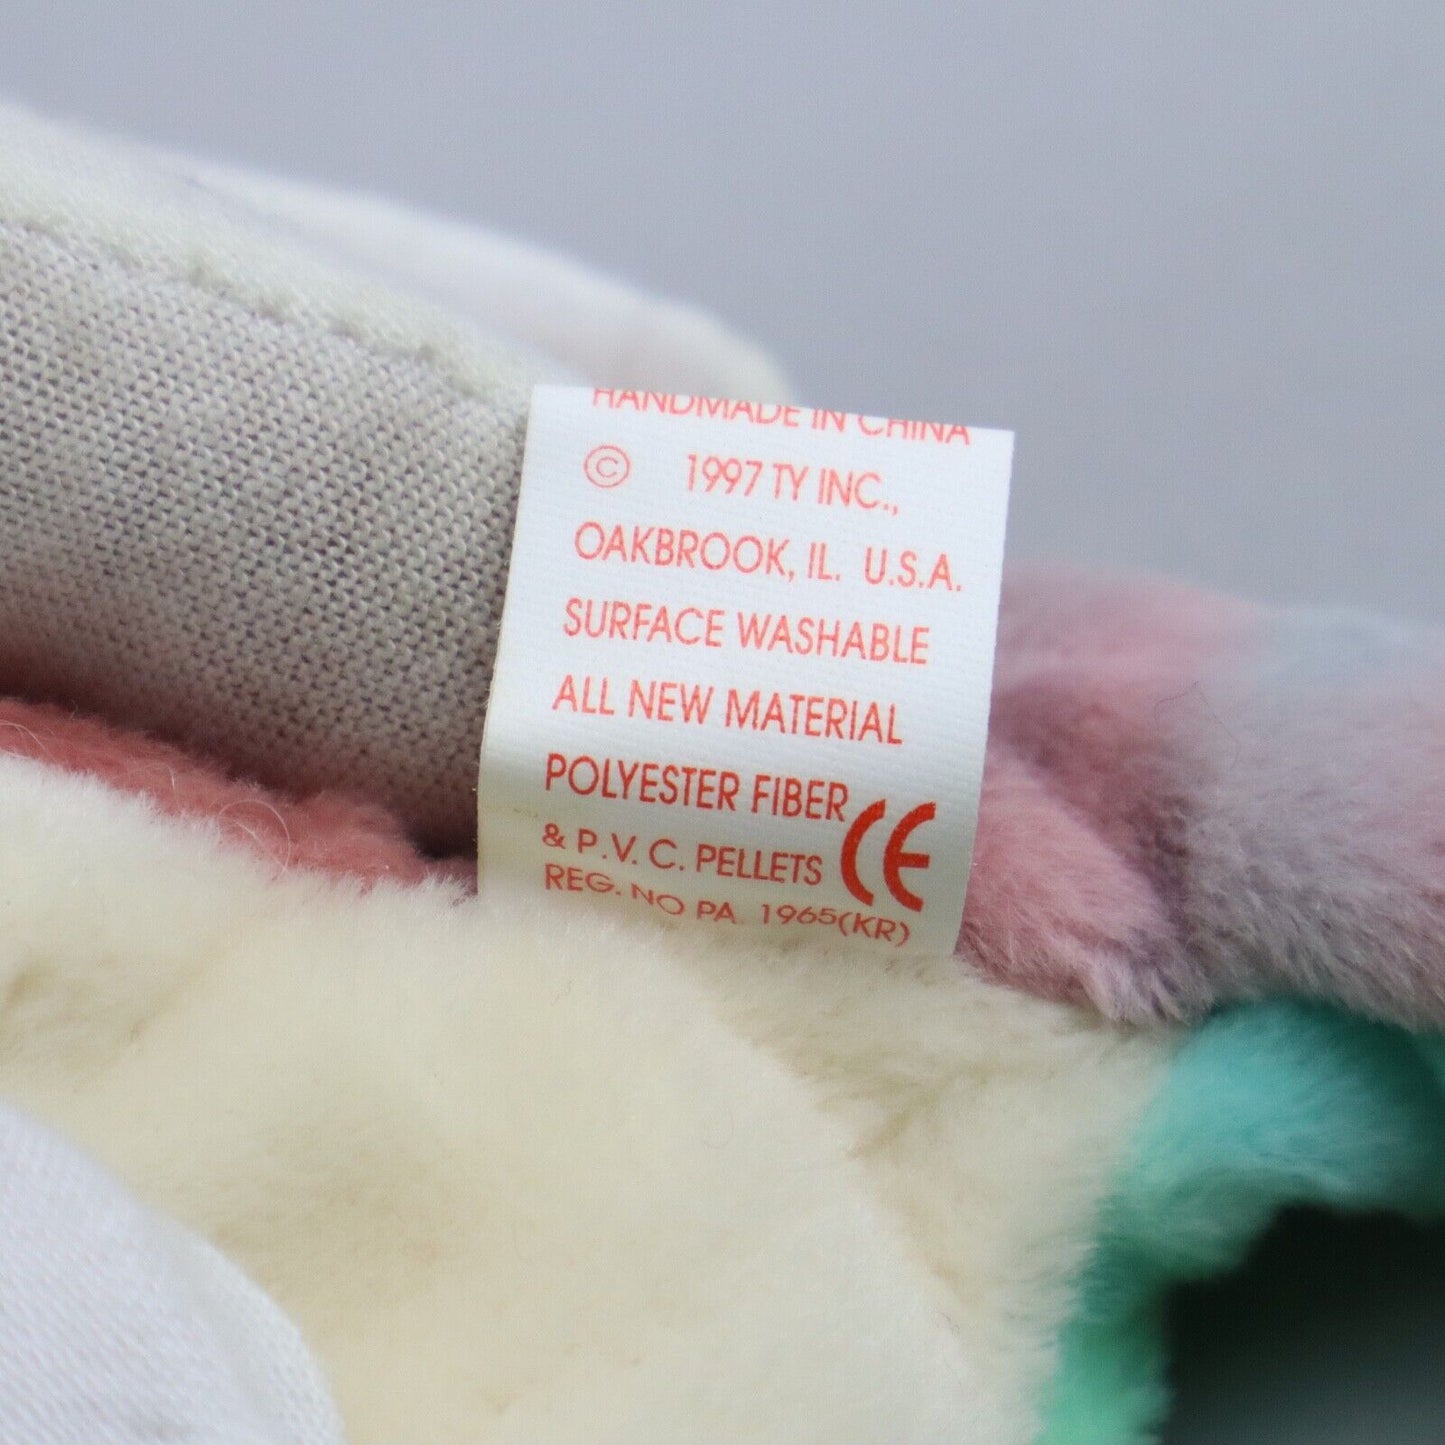 HANDMADE IN CHINA
© 1997 TY INC.,
OAKBROOK, IL. U.S.A.
SURFACE WASHABLE
ALL NEW MATERIAL
POLYESTER FIBER
& P.V.C. PELLETS CE
REG. NO PA. 1965(KR)